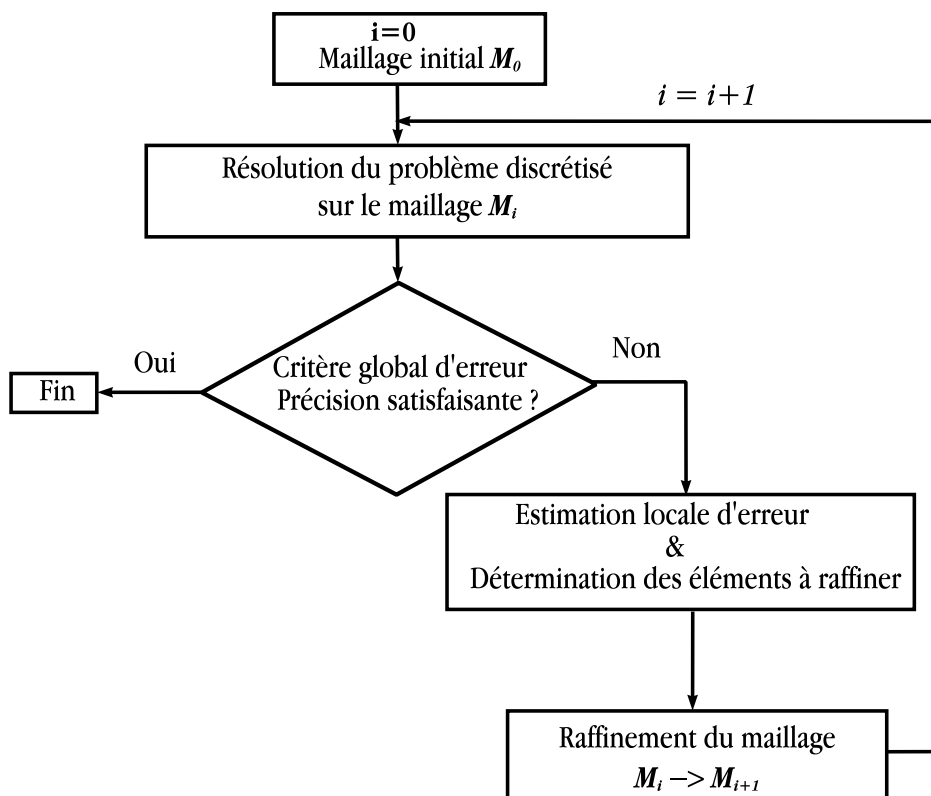 i=0
Maillage initial M₀
i = i+1
Résolution du problème discrétisé
sur le maillage Mᵢ
Oui
Non
Critère global d'erreur
Précision satisfaisante ?
Fin
Estimation locale d'erreur
&
Détermination des éléments à raffiner
Raffinement du maillage
Mᵢ –> Mᵢ₊₁